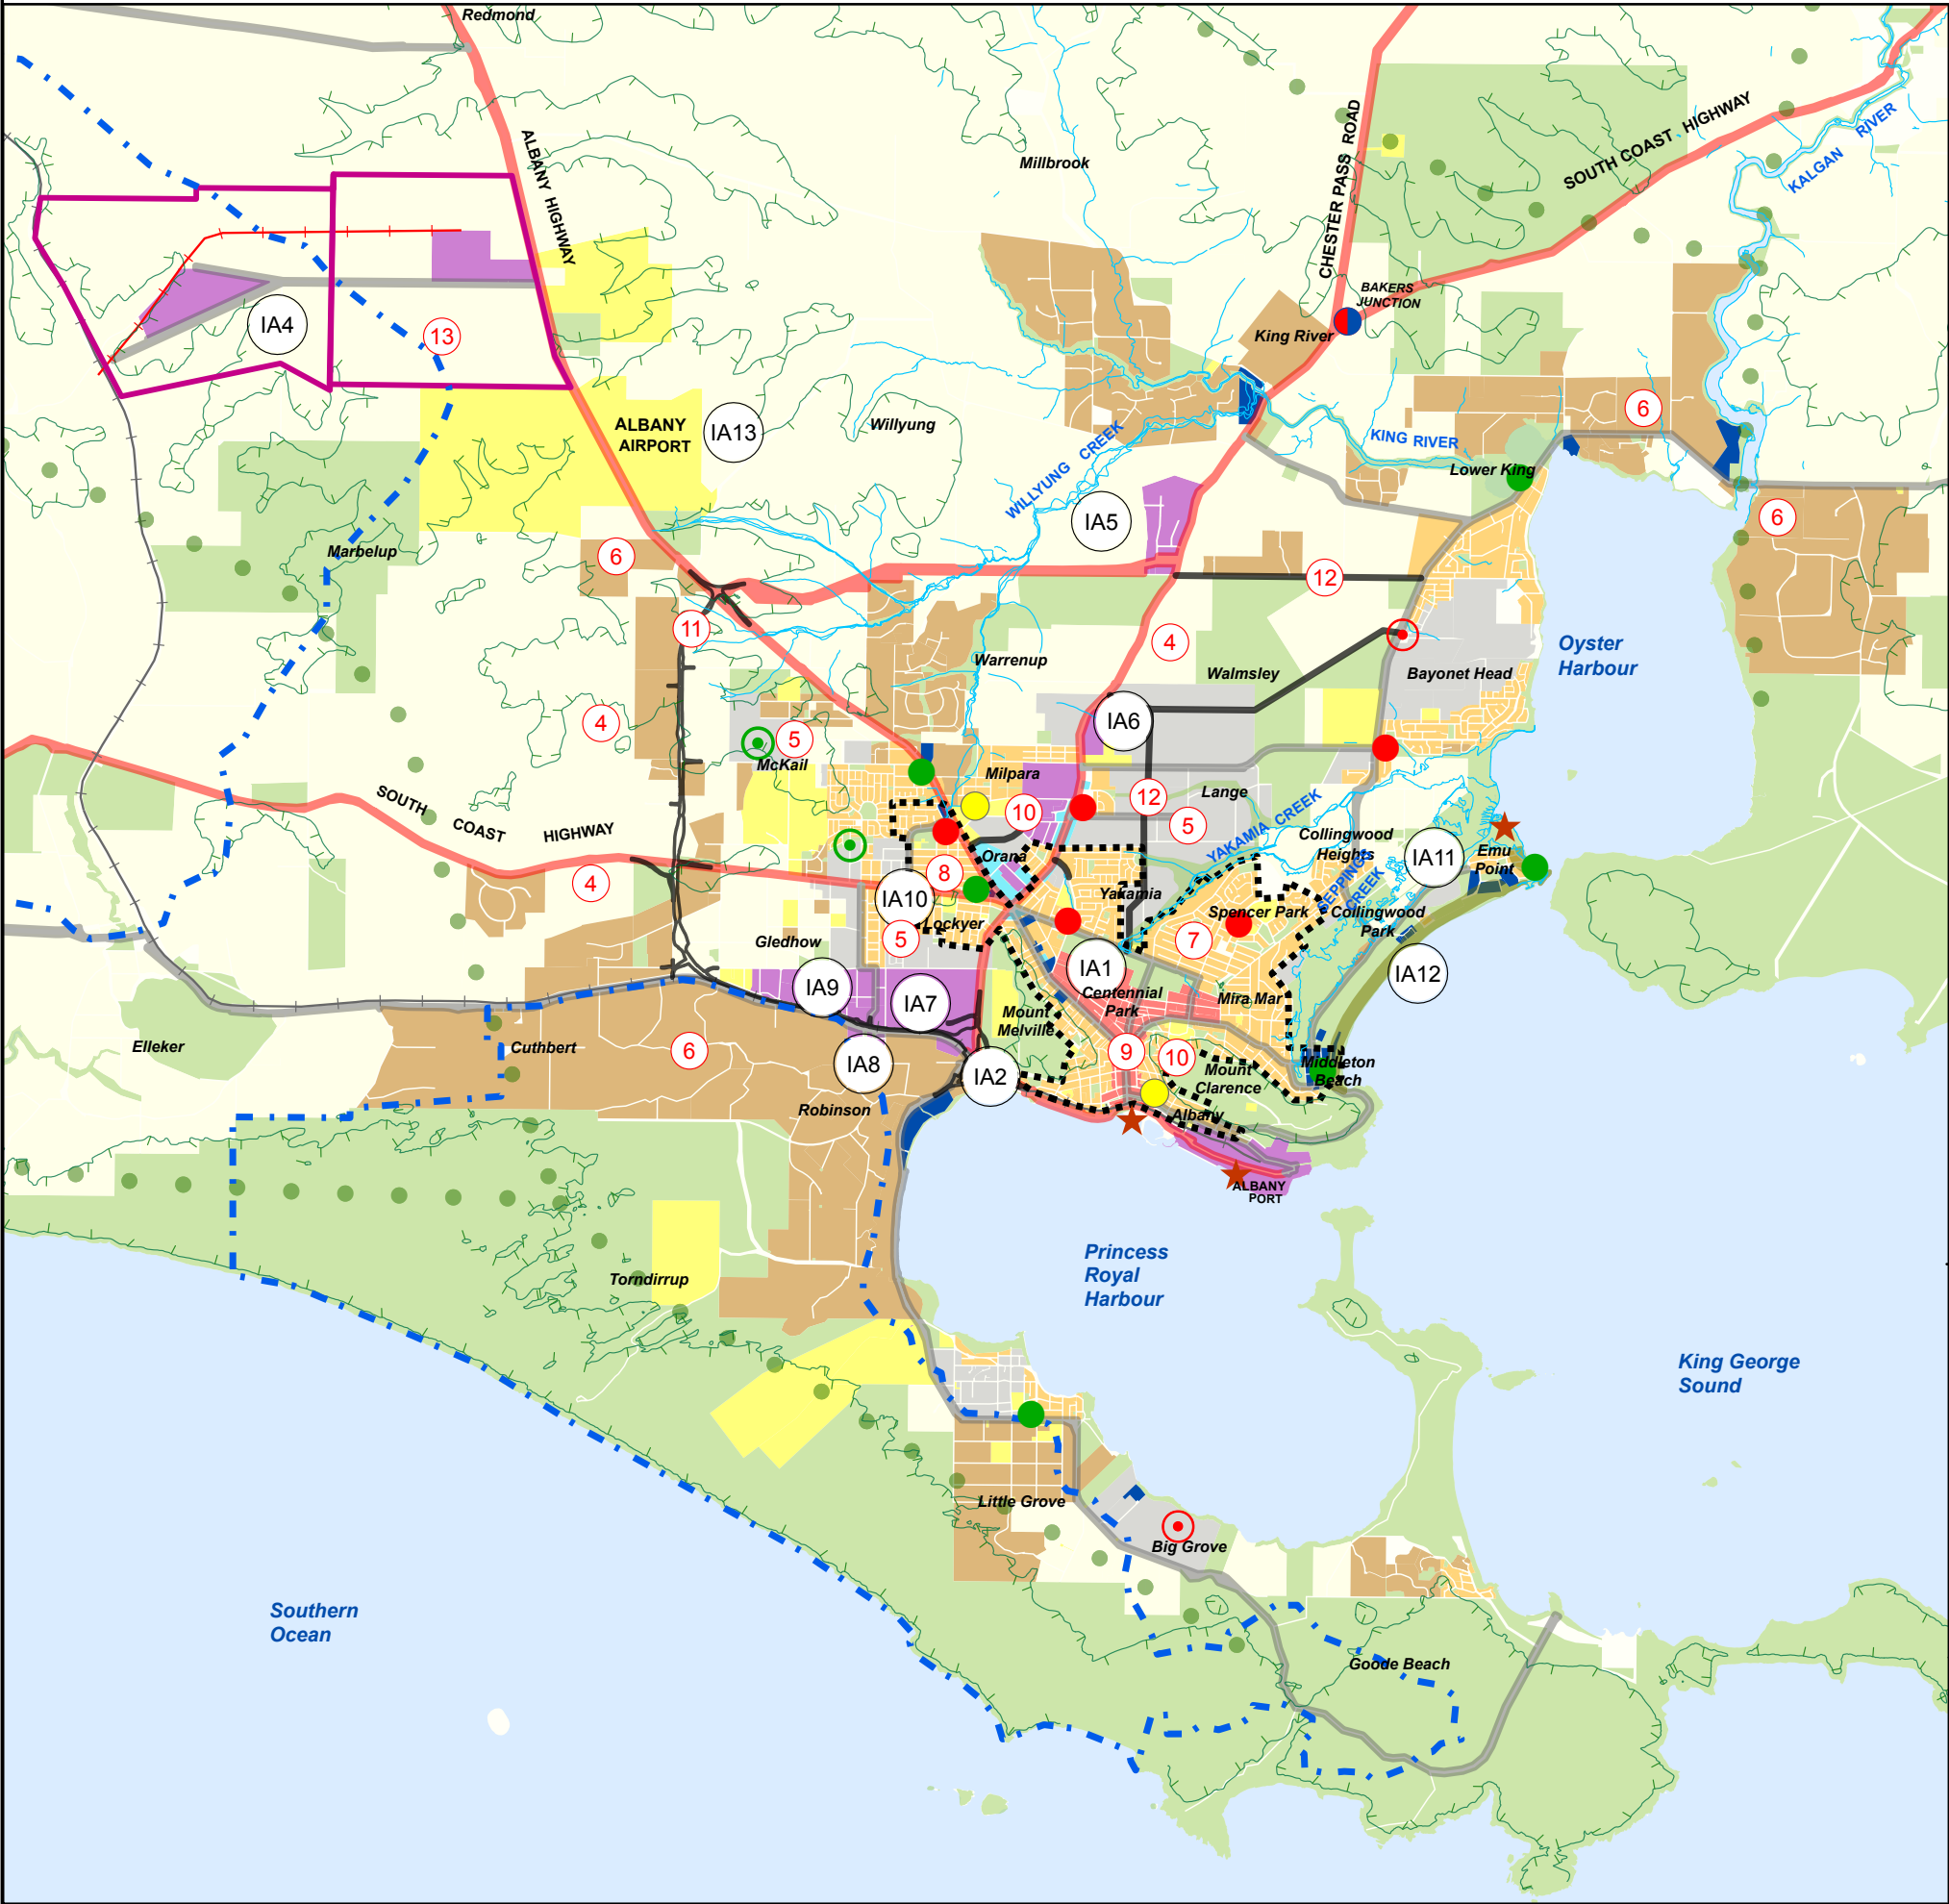 Redmond
ALBANY HIGHWAY
Millbrook
CHESTER PASS ROAD
SOUTH COAST HIGHWAY
KALGAN RIVER
BAKERS
JUNCTION
King River
IA4
13
ALBANY
AIRPORT
IA13
Willyung
WILLYUNG CREEK
KING RIVER
Lower King
6
6
IA5
Marbelup
6
12
11
4
Warrenup
Walmsley
Bayonet Head
Oyster
Harbour
4
5
McKail
IA6
Milpara
10
12
Lange
5
YAKAMIA CREEK
SOUTH COAST HIGHWAY
4
8
Orana
Collingwood
Heights
IA11
Emu
Point
SEPPINGS
CREEK
IA10
Lockyer
5
Yakamia
Spencer Park
Collingwood
Park
7
Gledhow
IA9
IA7
IA1
Centennial
Park
Mira Mar
IA12
Mount
Melville
Elleker
Cuthbert
6
IA8
IA2
9
10
Mount
Clarence
Middleton
Beach
Robinson
Albany
ALBANY
PORT
Torndirrup
Princess
Royal
Harbour
King George
Sound
Little Grove
Big Grove
Southern
Ocean
Goode Beach